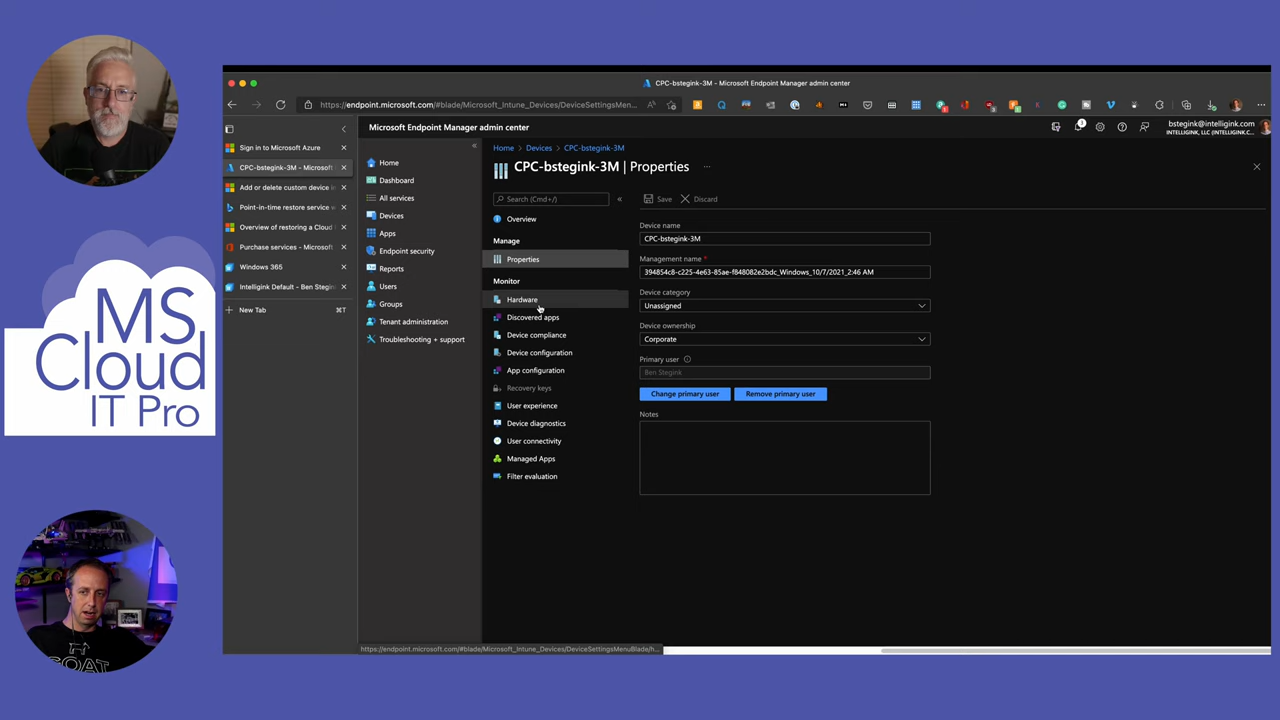 CPC-bstegink-3M - Microsoft Endpoint Manager admin center
https://endpoint.microsoft.com/#blade/Microsoft_Intune_Devices/DeviceSettingsMenu...
Sign in to Microsoft Azure
CPC-bstegink-3M - Microsoft
Add or delete custom device i
Point-in-time restore service
Overview of restoring a Cloud
Purchase services - Microsoft
Windows 365
Intelligink Default - Ben Stegin
New Tab
⌘T
Microsoft Endpoint Manager admin center
3
bstegink@intelligink.com
INTELLIGINK, LLC (INTELLIGINK.C...
Home
Dashboard
All services
Devices
Apps
Endpoint security
Reports
Users
Groups
Tenant administration
Troubleshooting + support
Home > Devices > CPC-bstegink-3M
CPC-bstegink-3M | Properties ...
Search (Cmd+/)
Overview
Manage
Properties
Monitor
Hardware
Discovered apps
Device compliance
Device configuration
App configuration
Recovery keys
User experience
Device diagnostics
User connectivity
Managed Apps
Filter evaluation
Save
Discard
Device name
CPC-bstegink-3M
Management name *
394854c8-c225-4e63-85ae-f848082e2bdc_Windows_10/7/2021_2:46 AM
Device category
Unassigned
Device ownership
Corporate
Primary user
Ben Stegink
Change primary user
Remove primary user
Notes
https://endpoint.microsoft.com/#blade/Microsoft_Intune_Devices/DeviceSettingsMenuBlade/h...
MS
Cloud
IT Pro
GOAT